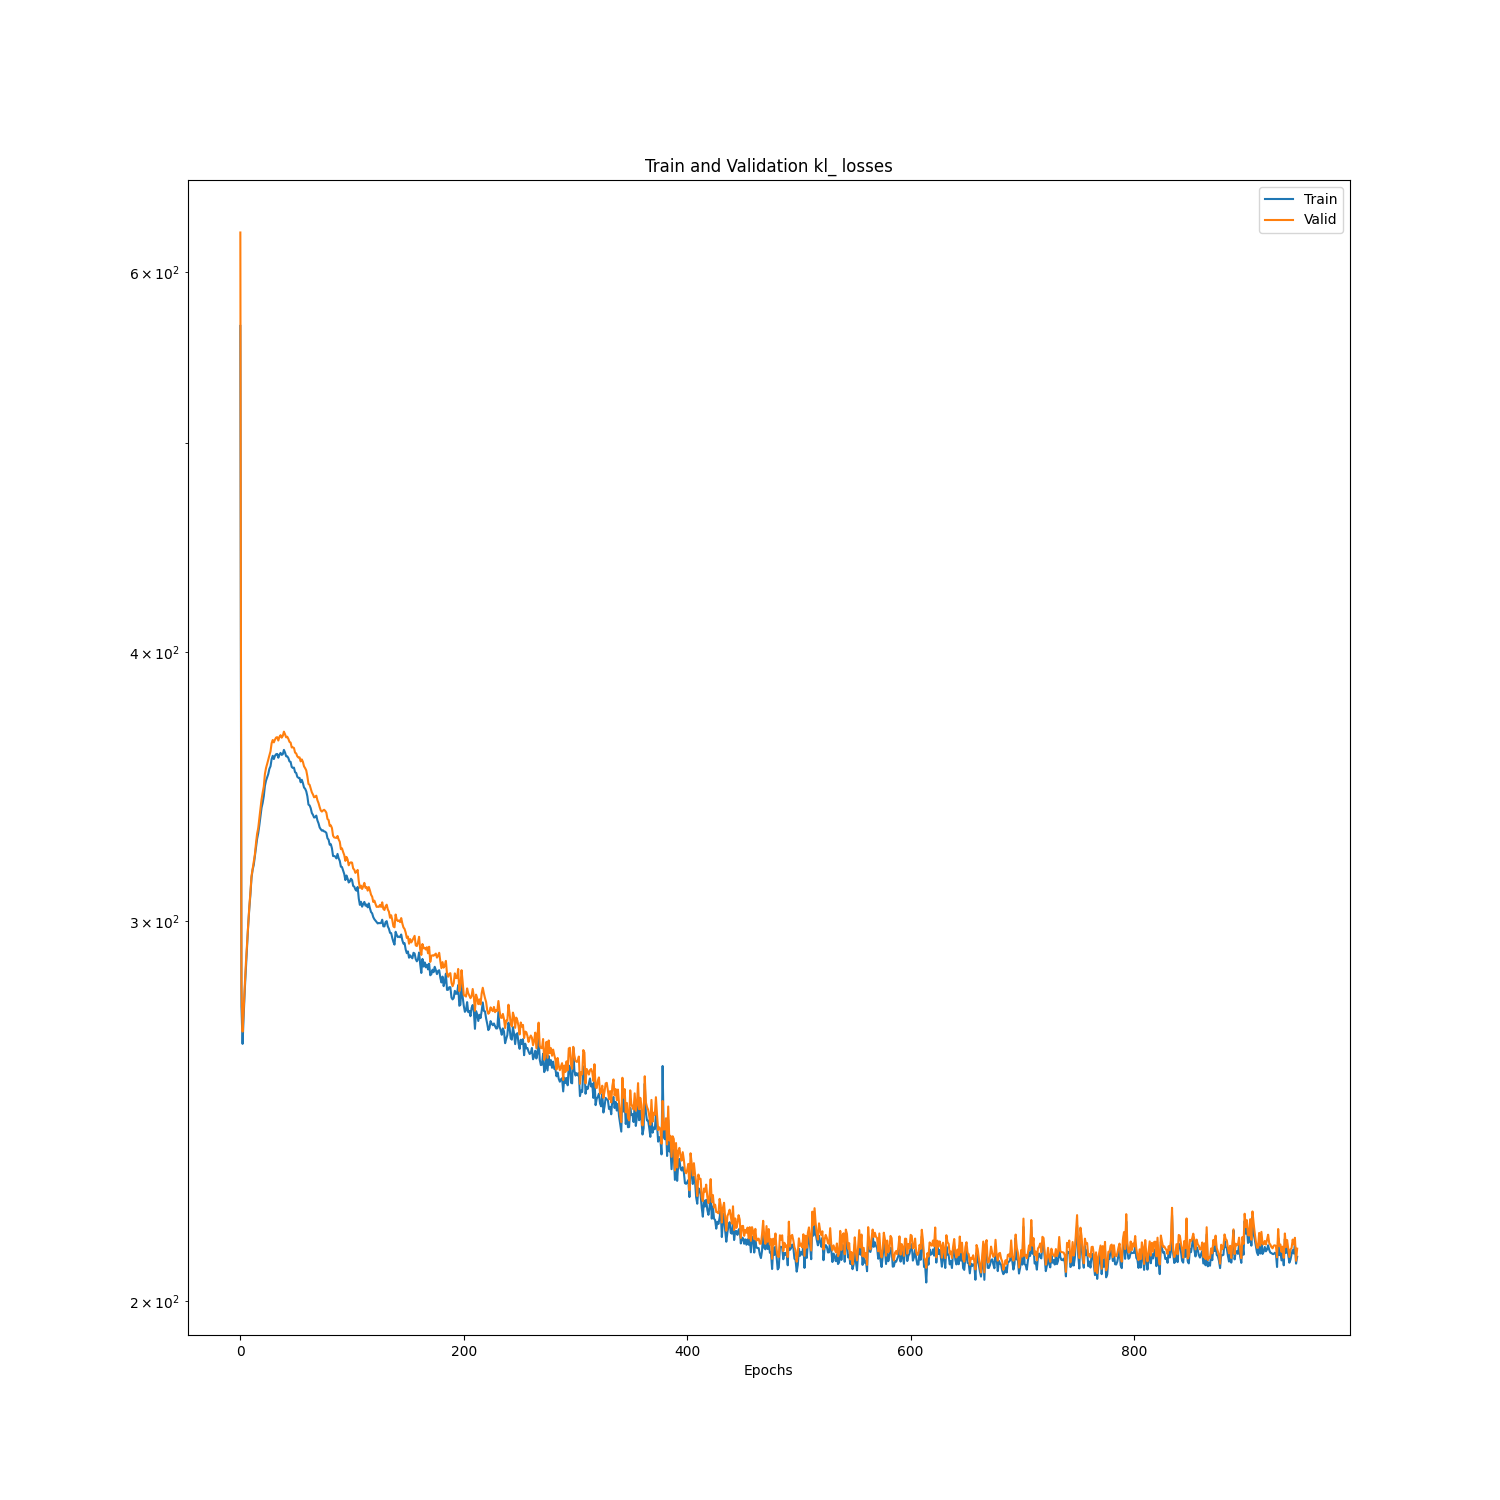 Train and Validation kl_ losses
Train
Valid
6 × 10²
4 × 10²
3 × 10²
2 × 10²
0 200 400 600 800
Epochs